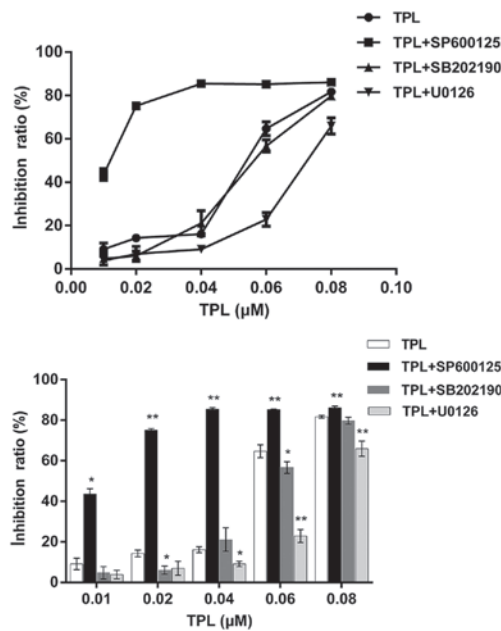 TPL
TPL+SP600125
TPL+SB202190
TPL+U0126
Inhibition ratio (%)
100
80
60
40
20
0
0.00 0.02 0.04 0.06 0.08 0.10
TPL (μM)
TPL
TPL+SP600125
TPL+SB202190
TPL+U0126
Inhibition ratio (%)
100
80
60
40
20
0
* ** ** ** **
* * * ** **
0.01 0.02 0.04 0.06 0.08
TPL (μM)